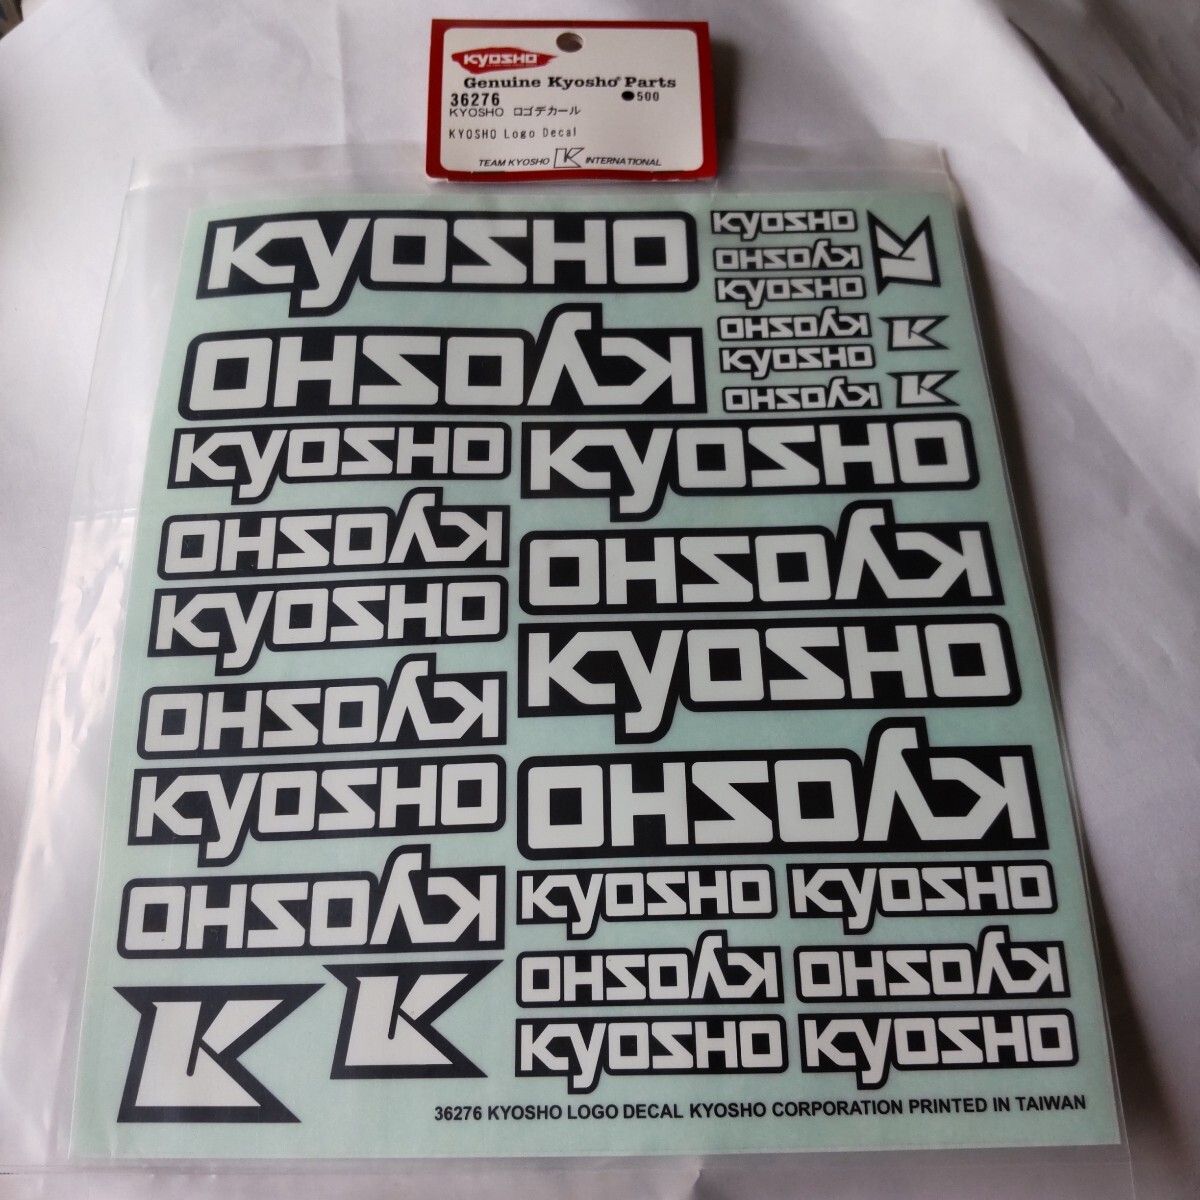 KYOSHO
Genuine Kyosho® Parts
36276 ●500
KYOSHO ロゴデカール
KYOSHO Logo Decal
TEAM KYOSHO K INTERNATIONAL
KYOSHO
KYOSHO
KYOSHO
KYOSHO
KYOSHO
KYOSHO
KYOSHO
KYOSHO
K
K
K
KYOSHO
KYOSHO
KYOSHO
KYOSHO
KYOSHO
KYOSHO
KYOSHO
KYOSHO
KYOSHO
KYOSHO
KYOSHO
KYOSHO
K
K
KYOSHO KYOSHO
KYOSHO KYOSHO
KYOSHO KYOSHO
36276 KYOSHO LOGO DECAL KYOSHO CORPORATION PRINTED IN TAIWAN